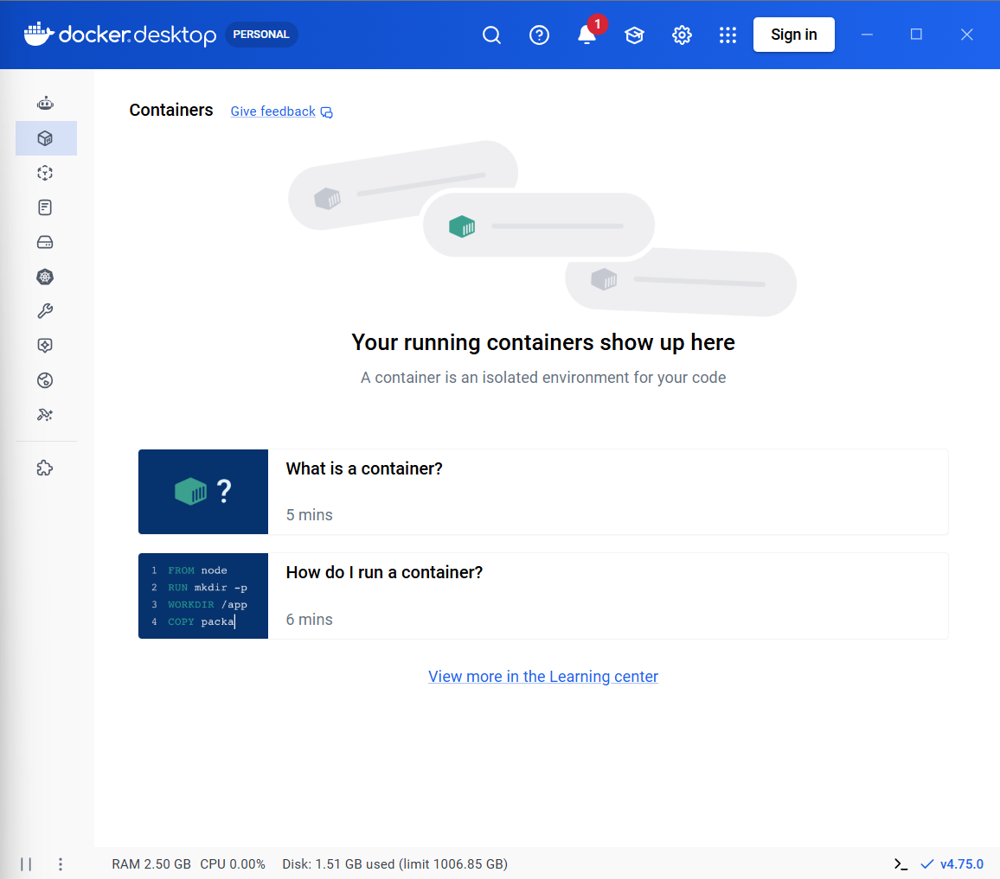 docker.desktop PERSONAL 1 Sign in
Containers Give feedback
Your running containers show up here
A container is an isolated environment for your code
? What is a container?
5 mins
1 FROM node
2 RUN mkdir -p
3 WORKDIR /app
4 COPY packa
How do I run a container?
6 mins
View more in the Learning center
RAM 2.50 GB CPU 0.00% Disk: 1.51 GB used (limit 1006.85 GB) v4.75.0